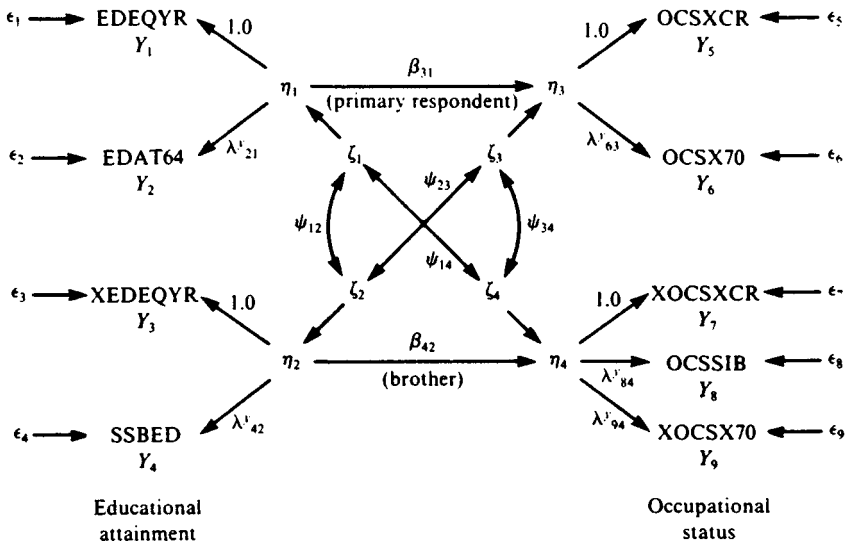 ϵ₁ EDEQYR 1.0 OCSXCR ϵ₅
Y₁ 1.0 Y₅
η₁ β₃₁ η₃
(primary respondent)
ϵ₂ EDAT64 λʸ₂₁ ζ₁ ζ₃ λʸ₆₃ OCSX70 ϵ₆
Y₂ Y₆
ψ₂₃
ψ₁₂ ψ₃₄
ψ₁₄
ϵ₃ XEDEQYR 1.0 ζ₂ ζ₄ 1.0 XOCSXCR
Y₃ Y₇
η₂ β₄₂ η₄ OCSSIB ϵ₈
(brother) λʸ₈₄ Y₈
ϵ₄ SSBED λʸ₄₂ λʸ₉₄ XOCSX70 ϵ₉
Y₄ Y₉
Educational Occupational
attainment status